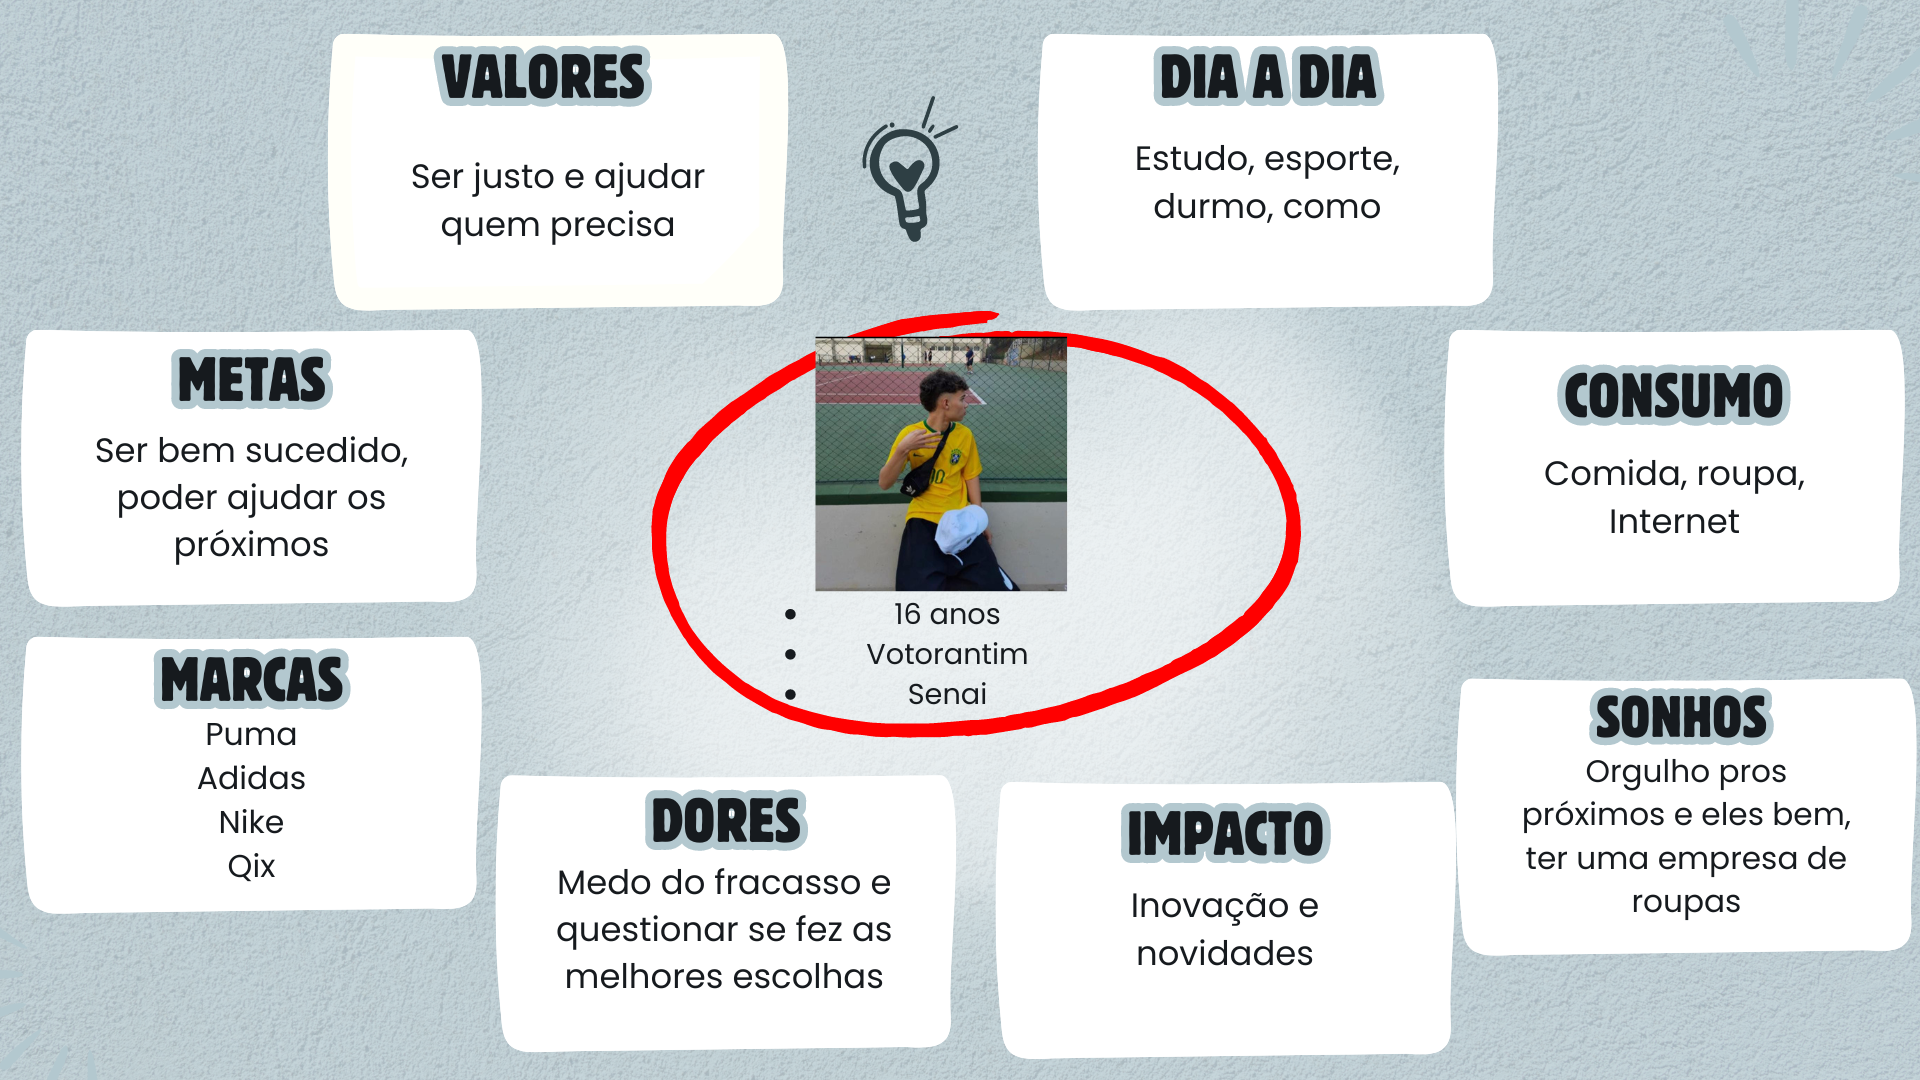 VALORES
Ser justo e ajudar
quem precisa
DIA A DIA
Estudo, esporte,
durmo, como
METAS
Ser bem sucedido,
poder ajudar os
próximos
CONSUMO
Comida, roupa,
Internet
• 16 anos
• Votorantim
• Senai
MARCAS
Puma
Adidas
Nike
Qix
DORES
Medo do fracasso e
questionar se fez as
melhores escolhas
IMPACTO
Inovação e
novidades
SONHOS
Orgulho pros
próximos e eles bem,
ter uma empresa de
roupas